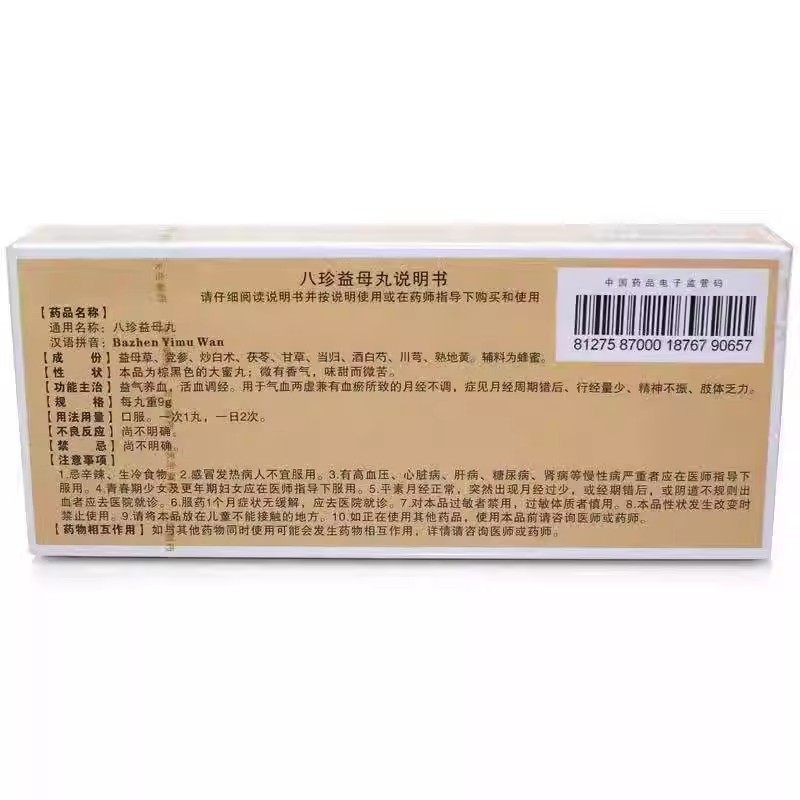 八珍益母丸说明书
请仔细阅读说明书并按说明使用或在药师指导下购买和使用
中国药品电子监管码
81275 87000 18767 90657
【药品名称】
通用名称：八珍益母丸
汉语拼音：Bazhen Yimu Wan
【成 份】益母草、党参、炒白术、茯苓、甘草、当归、酒白芍、川芎、熟地黄。辅料为蜂蜜。
【性 状】本品为棕黑色的大蜜丸；微有香气，味甜而微苦。
【功能主治】益气养血，活血调经。用于气血两虚兼有血瘀所致的月经不调，症见月经周期错后、行经量少、精神不振、肢体乏力。
【规 格】每丸重9g
【用法用量】口服。一次1丸，一日2次。
【不良反应】尚不明确。
【禁 忌】尚不明确。
【注意事项】
1.忌辛辣、生冷食物。2.感冒发热病人不宜服用。3.有高血压、心脏病、肝病、糖尿病、肾病等慢性病严重者应在医师指导下
服用。4.青春期少女及更年期妇女应在医师指导下服用。5.平素月经正常，突然出现月经过少，或经期错后，或阴道不规则出
血者应去医院就诊。6.服药1个月症状无缓解，应去医院就诊。7.对本品过敏者禁用，过敏体质者慎用。8.本品性状发生改变时
禁止使用。9.请将本品放在儿童不能接触的地方。10.如正在使用其他药品，使用本品前请咨询医师或药师。
【药物相互作用】如与其他药物同时使用可能会发生药物相互作用，详情请咨询医师或药师。